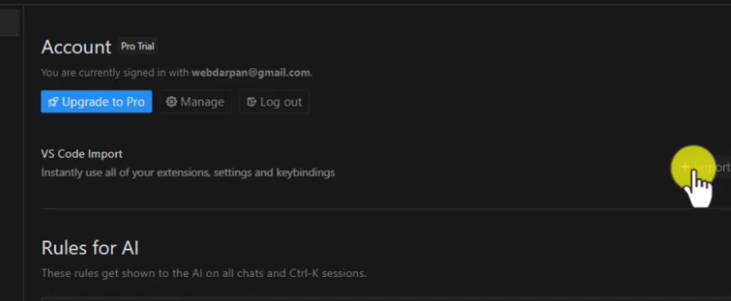 Account Pro Trial
You are currently signed in with webdarpan@gmail.com.
Upgrade to Pro Manage Log out
VS Code Import
+ Import
Instantly use all of your extensions, settings and keybindings
Rules for AI
These rules get shown to the AI on all chats and Ctrl-K sessions.